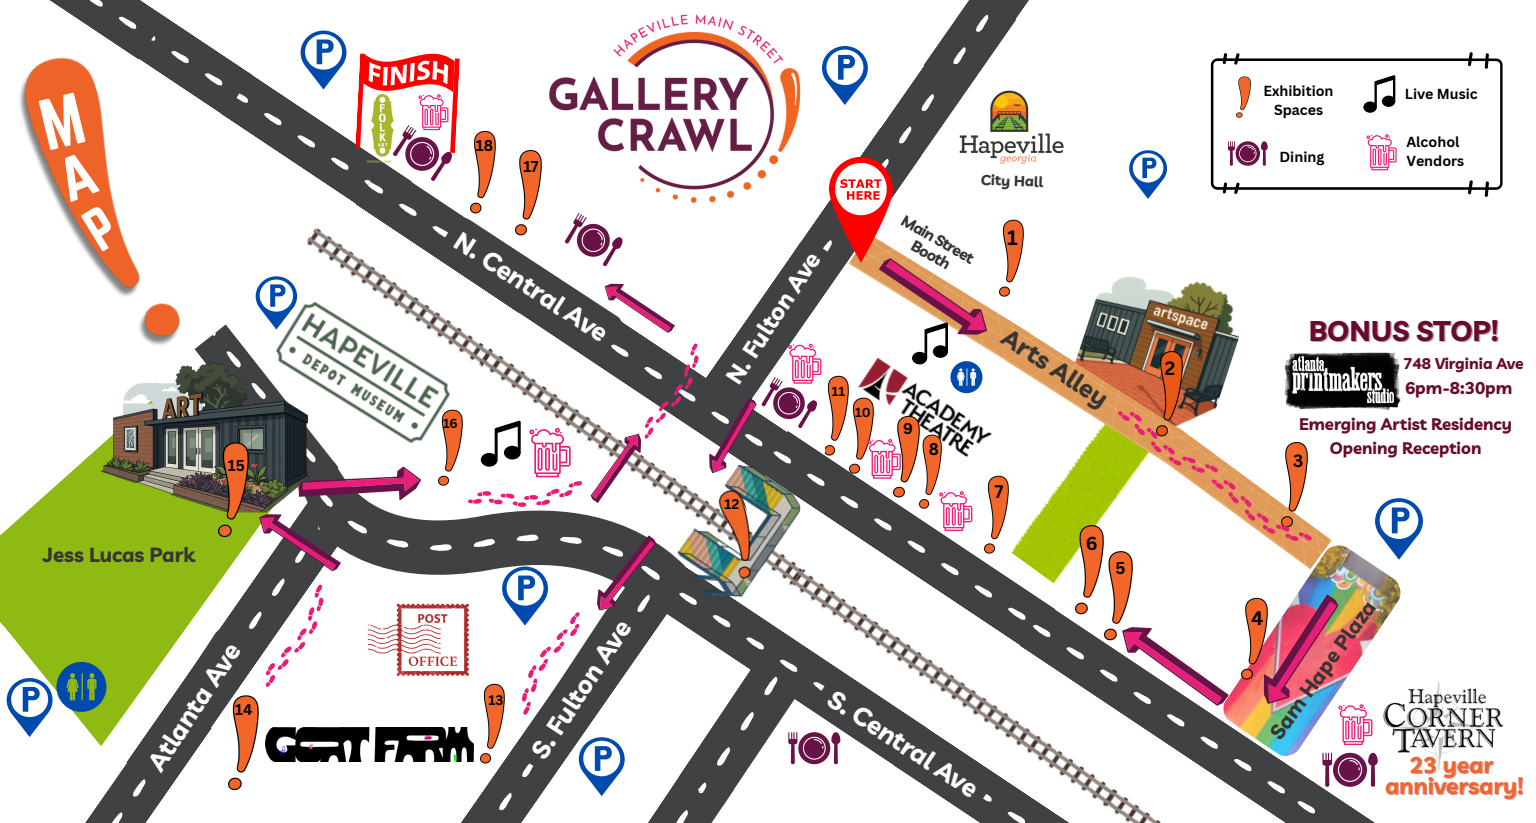 MAP
P
FINISH
FOLK
ART
HAPEVILLE MAIN STREET
GALLERY
CRAWL
P
START
HERE
Hapeville
georgia
City Hall
P
Exhibition
Spaces
Live Music
Dining
Alcohol
Vendors
18
17
N. Central Ave
N. Fulton Ave
Main Street
Booth
1
Arts Alley
artspace
2
BONUS STOP!
atlanta
printmakers
studio
748 Virginia Ave
6pm-8:30pm
Emerging Artist Residency
Opening Reception
P
HAPEVILLE
DEPOT MUSEUM
ART
15
16
ACADEMY
THEATRE
11
10
9
8
7
12
3
P
6
5
4
Sam Hape Plaza
Jess Lucas Park
P
P
POST
OFFICE
Atlanta Ave
14
GOAT FARM
13
S. Fulton Ave
P
S. Central Ave
Hapeville
CORNER
TAVERN
23 year
anniversary!